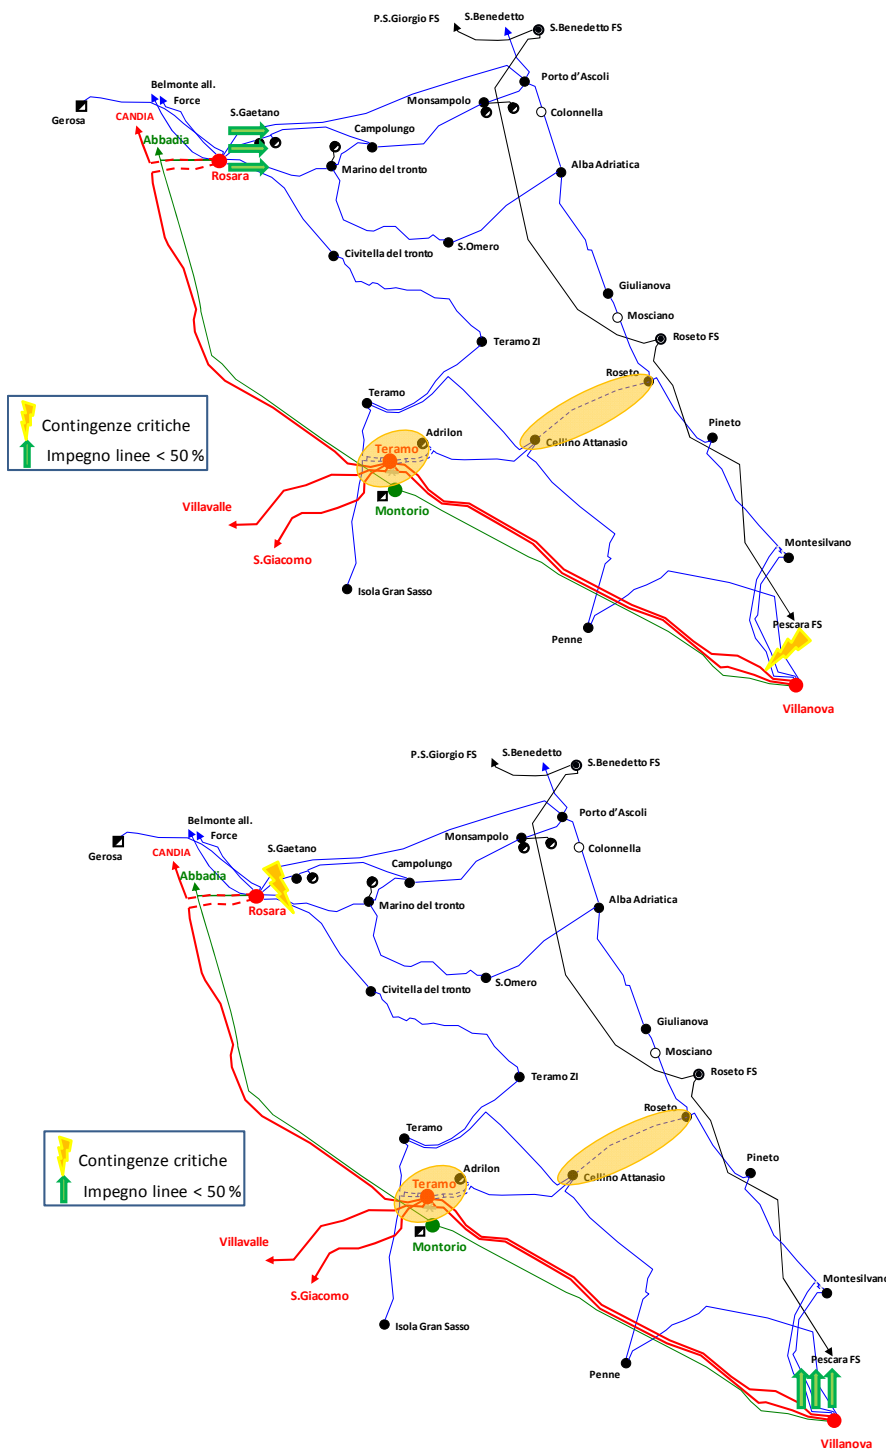 P.S.Giorgio FS
S.Benedetto
S.Benedetto FS
Belmonte all.
Force
Porto d'Ascoli
Gerosa
S.Gaetano
Monsampolo
Colonnella
CANDIA
Abbadia
Campolungo
Rosara
Marino del tronto
Alba Adriatica
Civitella del tronto
S.Omero
Giulianova
Mosciano
Teramo ZI
Roseto FS
Roseto
Teramo
Contingenze critiche
Impegno linee < 50 %
Pineto
Adrilon
Teramo
Cellino Attanasio
Villavalle
Montorio
S.Giacomo
Montesilvano
Isola Gran Sasso
Penne
Pescara FS
Villanova
P.S.Giorgio FS
S.Benedetto
S.Benedetto FS
Belmonte all.
Force
Porto d'Ascoli
Gerosa
S.Gaetano
Monsampolo
Colonnella
CANDIA
Abbadia
Campolungo
Rosara
Marino del tronto
Alba Adriatica
Civitella del tronto
S.Omero
Giulianova
Mosciano
Teramo ZI
Roseto FS
Roseto
Teramo
Contingenze critiche
Impegno linee < 50 %
Pineto
Adrilon
Teramo
Cellino Attanasio
Villavalle
Montorio
S.Giacomo
Montesilvano
Isola Gran Sasso
Penne
Pescara FS
Villanova